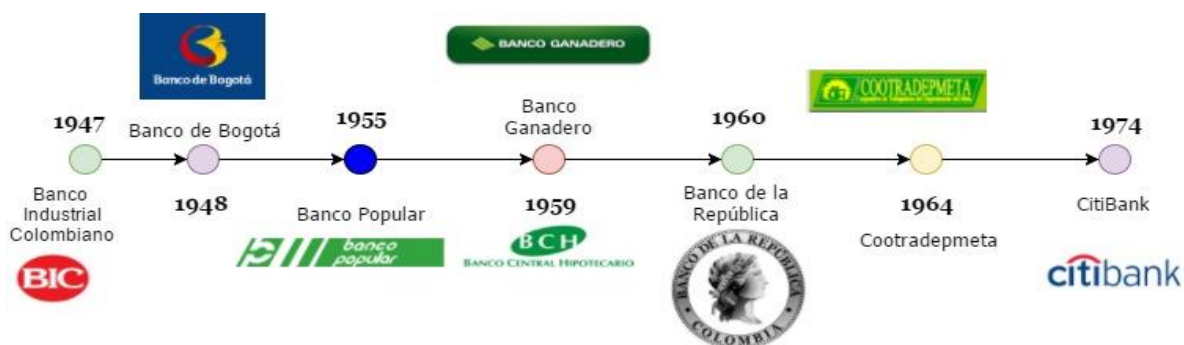 Banco de Bogotá
BANCO GANADERO
COOTRADEPMETA
1947
Banco de Bogotá
1955
Banco
Ganadero
1960
1974
Banco
Industrial
Colombiano
1948
Banco Popular
1959
Banco de la
República
1964
CitiBank
Cootradepmeta
BIC
banco
popular
BCH
BANCO CENTRAL HIPOTECARIO
BANCO DE LA REPÚBLICA
COLOMBIA
citibank